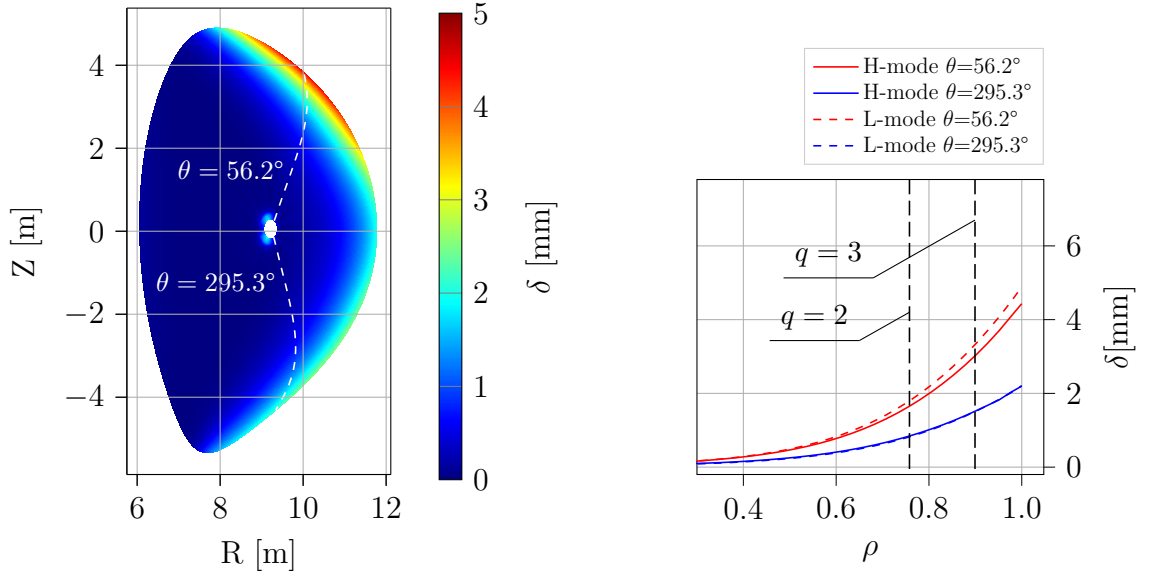 4
2
0
−2
−4
Z [m]
6
8
10
12
R [m]
θ = 56.2°
θ = 295.3°
5
4
3
2
1
0
δ [mm]
H-mode θ=56.2°
H-mode θ=295.3°
L-mode θ=56.2°
L-mode θ=295.3°
q = 3
q = 2
6
4
2
0
δ[mm]
0.4
0.6
0.8
1.0
ρ